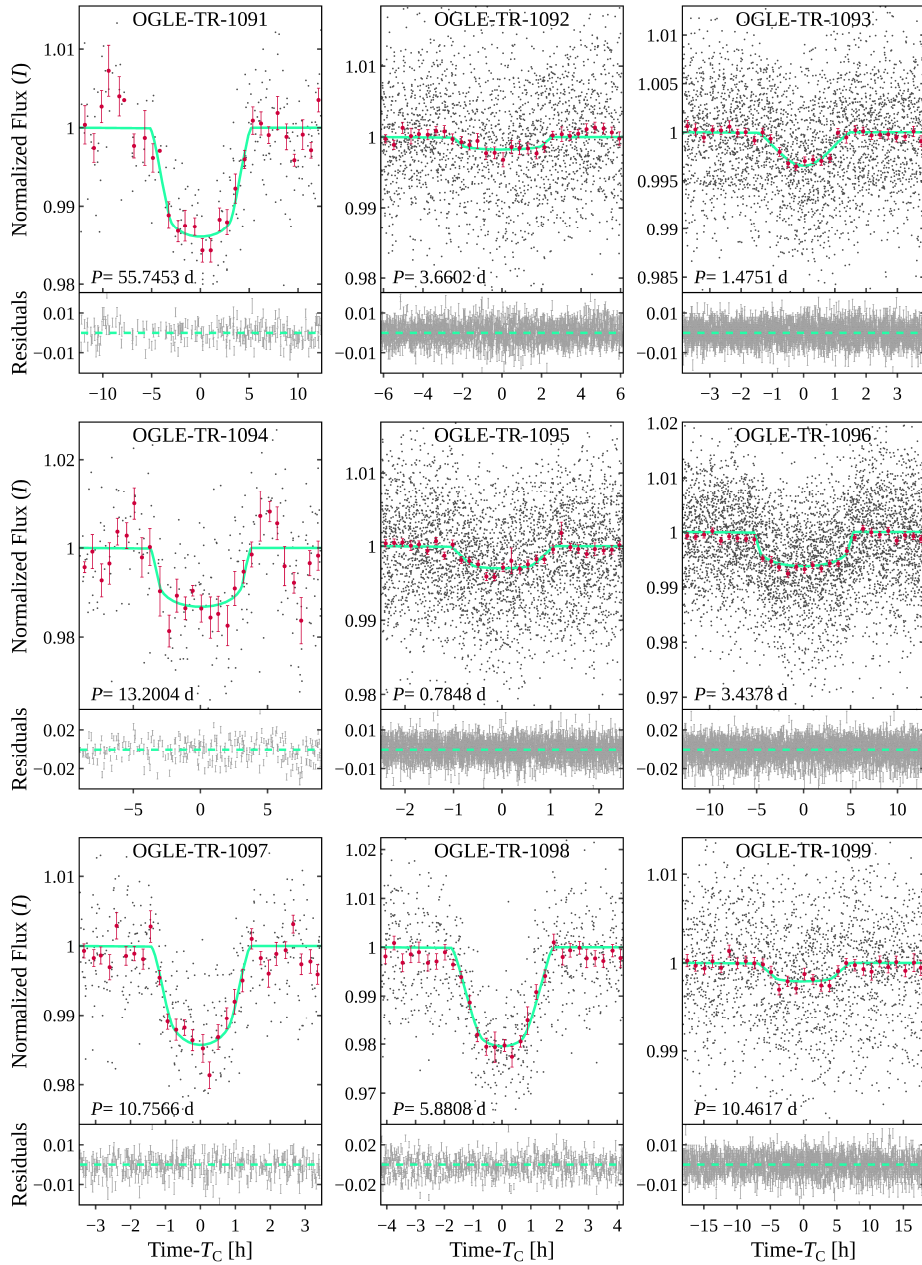 OGLE-TR-1091 OGLE-TR-1092 OGLE-TR-1093
Normalized Flux (I)
1.01 1 0.99 0.98
P= 55.7453 d
1.01 1 0.99 0.98
P= 3.6602 d
1.01 1.005 1 0.995 0.99 0.985
P= 1.4751 d
Residuals
0.01 −0.01
0.01 −0.01
0.01 −0.01
−10 −5 0 5 10
−6 −4 −2 0 2 4 6
−3 −2 −1 0 1 2 3
OGLE-TR-1094 OGLE-TR-1095 OGLE-TR-1096
Normalized Flux (I)
1.02 1 0.98
P= 13.2004 d
1.01 1 0.99 0.98
P= 0.7848 d
1.02 1.01 1 0.99 0.98 0.97
P= 3.4378 d
Residuals
0.02 −0.02
0.01 −0.01
0.02 −0.02
−5 0 5
−2 −1 0 1 2
−10 −5 0 5 10
OGLE-TR-1097 OGLE-TR-1098 OGLE-TR-1099
Normalized Flux (I)
1.01 1 0.99 0.98
P= 10.7566 d
1.02 1.01 1 0.99 0.98 0.97
P= 5.8808 d
1.01 1 0.99
P= 10.4617 d
Residuals
0.01 −0.01
0.02 −0.02
0.01 −0.01
−3 −2 −1 0 1 2 3
−4 −3 −2 −1 0 1 2 3 4
−15 −10 −5 0 5 10 15
Time-TC [h] Time-TC [h] Time-TC [h]